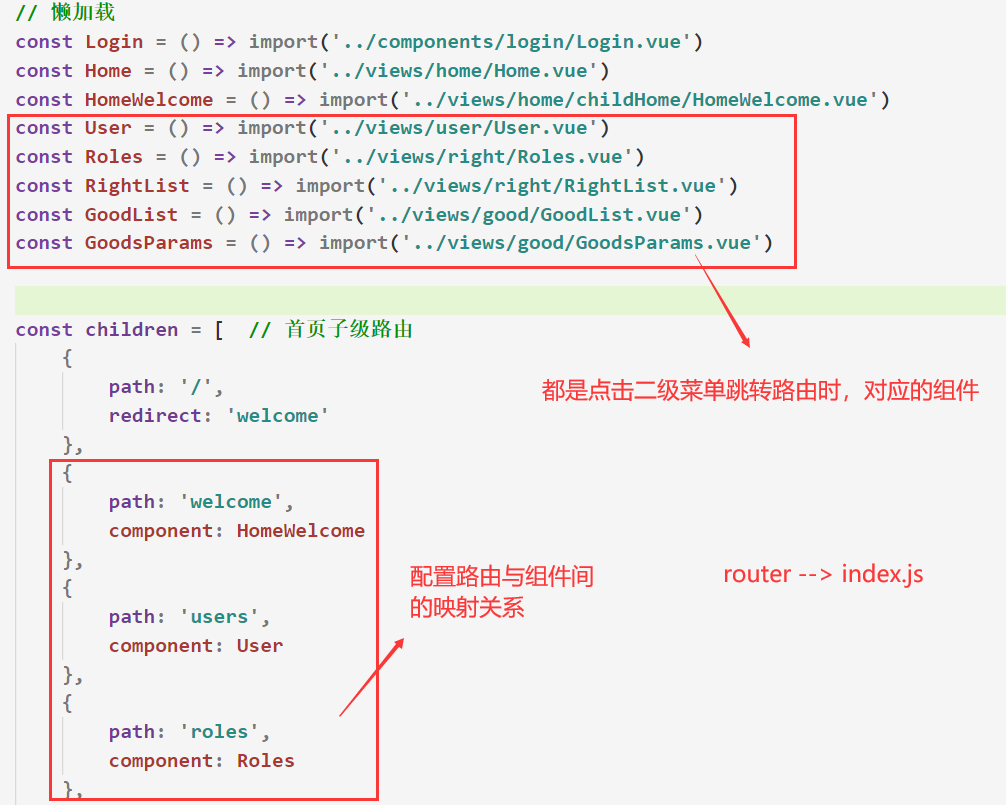 // 懒加载
const Login = () => import('../components/login/Login.vue')
const Home = () => import('../views/home/Home.vue')
const HomeWelcome = () => import('../views/home/childHome/HomeWelcome.vue')
const User = () => import('../views/user/User.vue')
const Roles = () => import('../views/right/Roles.vue')
const RightList = () => import('../views/right/RightList.vue')
const GoodList = () => import('../views/good/GoodList.vue')
const GoodsParams = () => import('../views/good/GoodsParams.vue')
const children = [  // 首页子级路由
{
path: '/',
redirect: 'welcome'
},
都是点击二级菜单跳转路由时，对应的组件
{
path: 'welcome',
component: HomeWelcome
},
{
path: 'users',
component: User
},
{
path: 'roles',
component: Roles
},
配置路由与组件间
的映射关系
router --> index.js